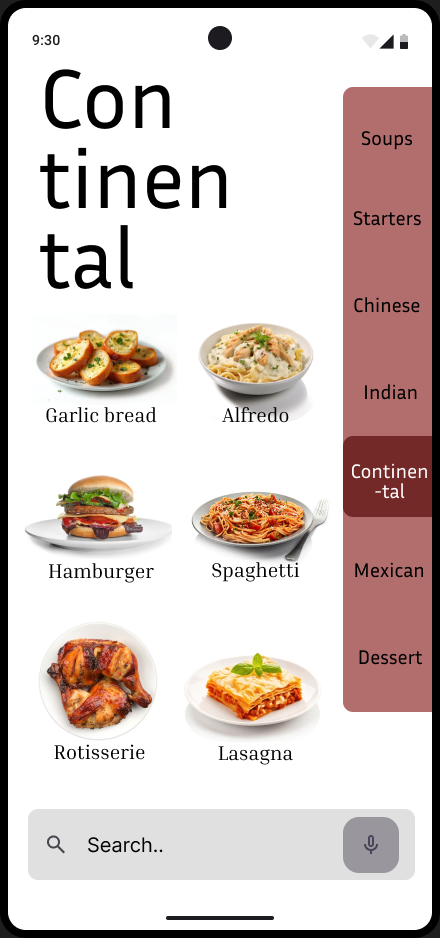 9:30
Con
tinen
tal
Soups
Starters
Chinese
Indian
Continen
-tal
Mexican
Dessert
Garlic bread
Alfredo
Hamburger
Spaghetti
Rotisserie
Lasagna
Search..